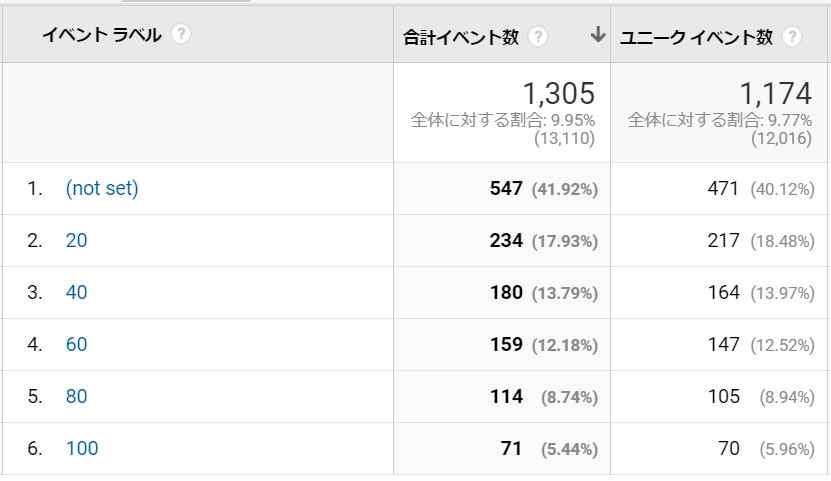 イベント ラベル ? 合計イベント数 ? ↓ ユニーク イベント数 ?
1,305 1,174
全体に対する割合: 9.95% 全体に対する割合: 9.77%
(13,110) (12,016)
1. (not set) 547 (41.92%) 471 (40.12%)
2. 20 234 (17.93%) 217 (18.48%)
3. 40 180 (13.79%) 164 (13.97%)
4. 60 159 (12.18%) 147 (12.52%)
5. 80 114 (8.74%) 105 (8.94%)
6. 100 71 (5.44%) 70 (5.96%)